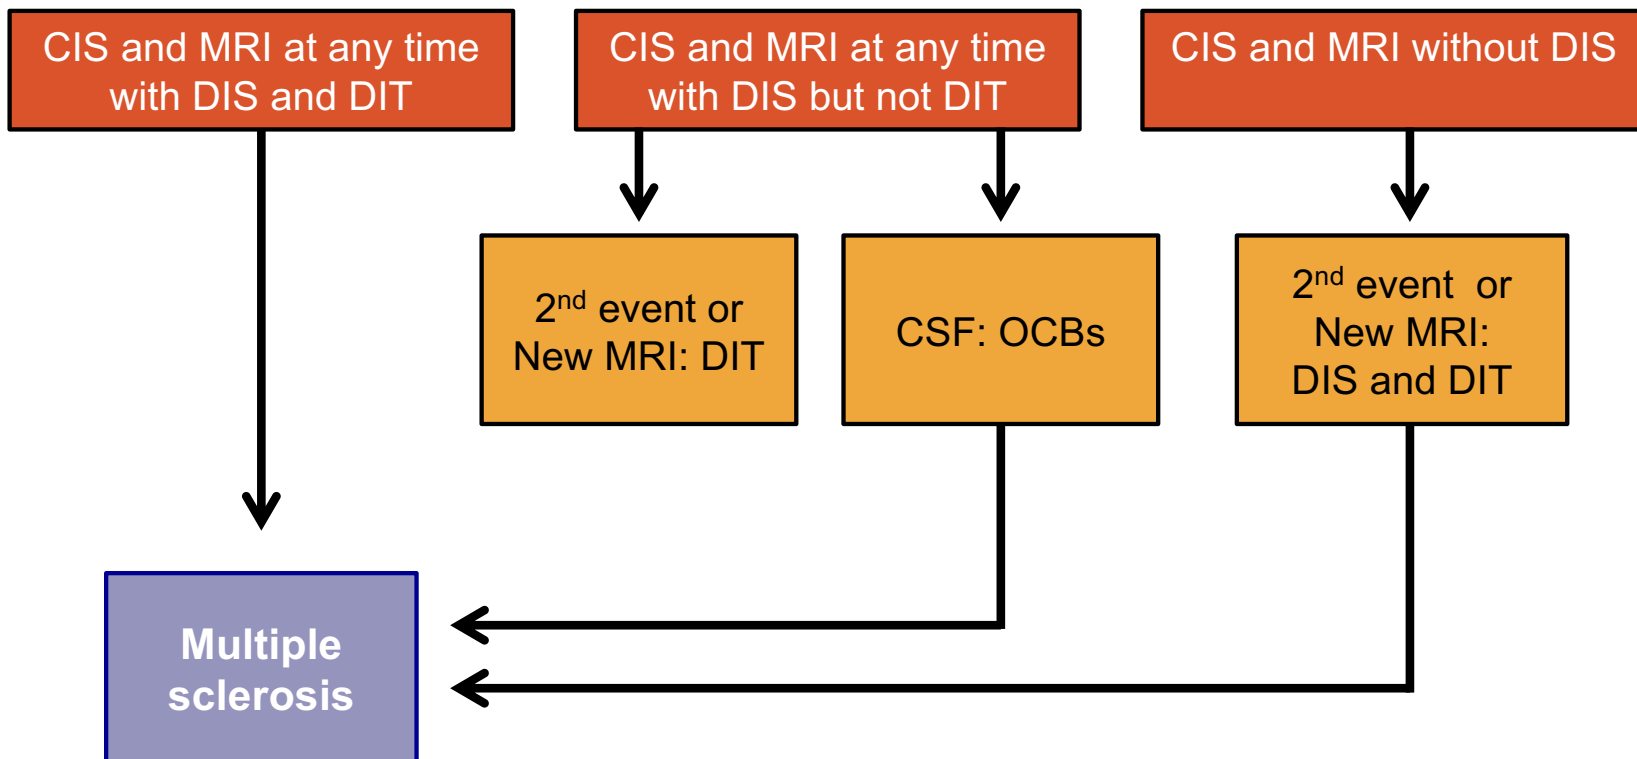 CIS and MRI at any time
with DIS and DIT
CIS and MRI at any time
with DIS but not DIT
CIS and MRI without DIS
2nd event or
New MRI: DIT
CSF: OCBs
2nd event or
New MRI:
DIS and DIT
Multiple
sclerosis